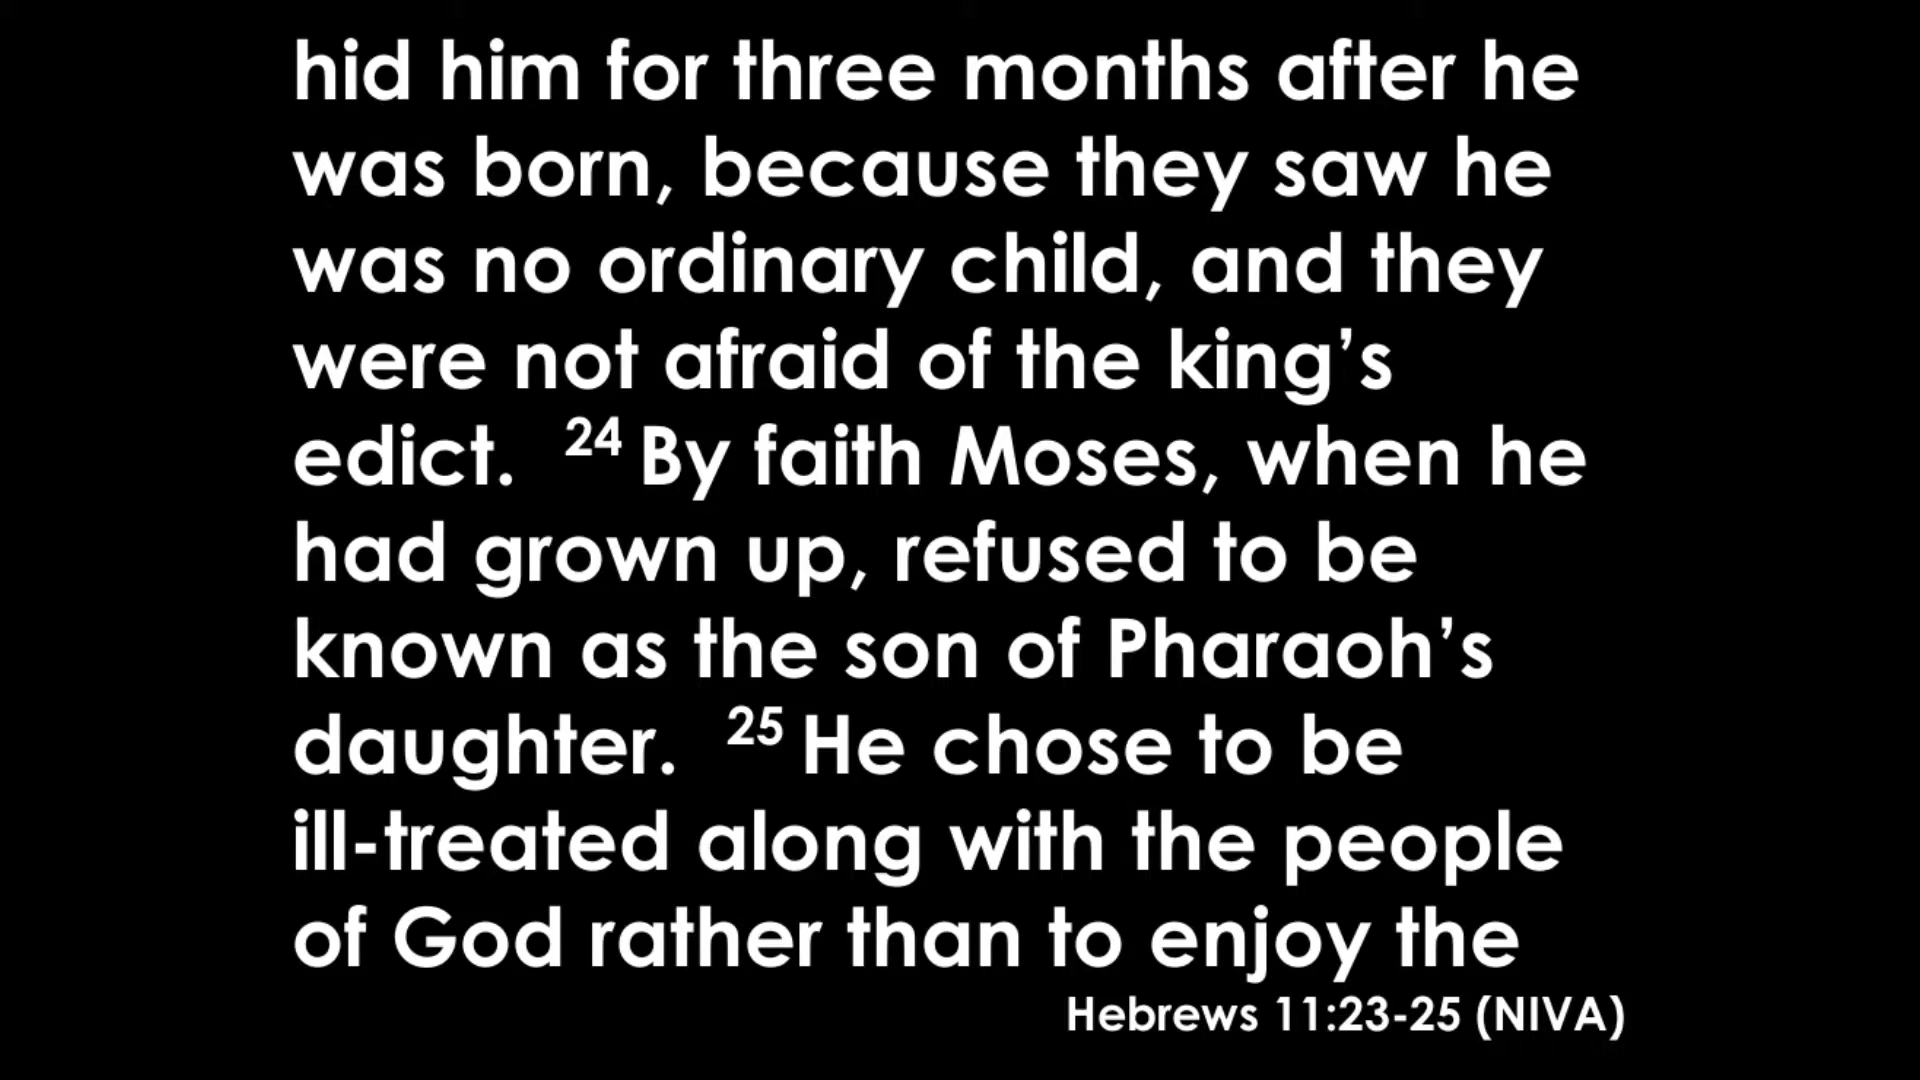 hid him for three months after he
was born, because they saw he
was no ordinary child, and they
were not afraid of the king’s
edict. 24 By faith Moses, when he
had grown up, refused to be
known as the son of Pharaoh’s
daughter. 25 He chose to be
ill-treated along with the people
of God rather than to enjoy the
Hebrews 11:23-25 (NIVA)